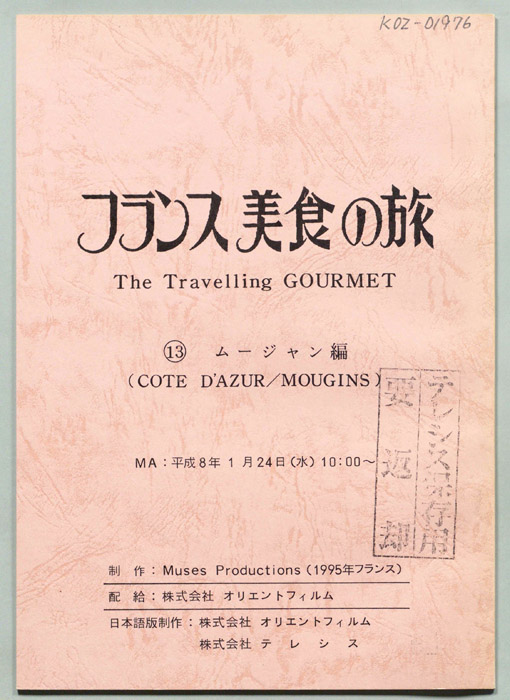 KOZ-01976
フランス美食の旅
The Travelling GOURMET
⑬ ムージャン編
(COTE D'AZUR/MOUGINS)
テレシス保存用
要返却
MA:平成8年1月24日(水)10:00~
制作:Muses Productions(1995年フランス)
配給:株式会社 オリエントフィルム
日本語版制作:株式会社 オリエントフィルム
株式会社 テレシス